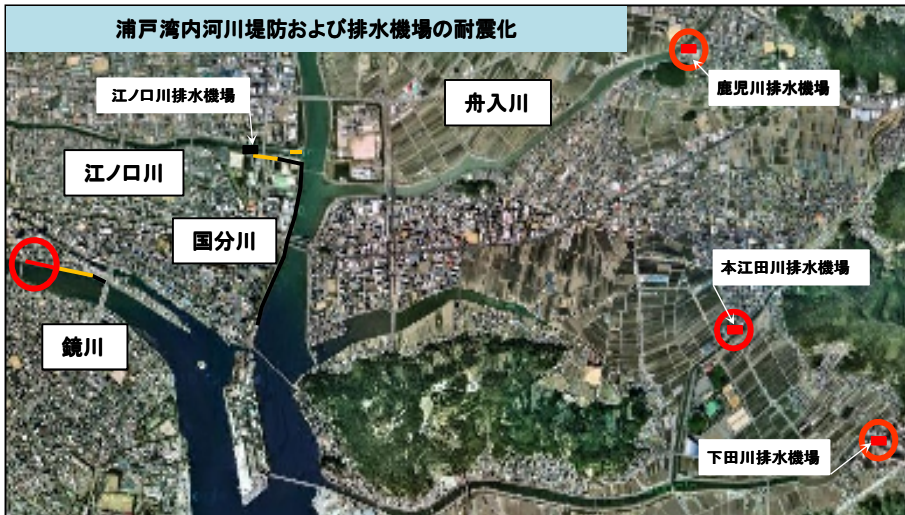 浦戸湾内河川堤防および排水機場の耐震化
江ノ口川排水機場
舟入川
鹿児川排水機場
江ノ口川
国分川
本江田川排水機場
鏡川
下田川排水機場